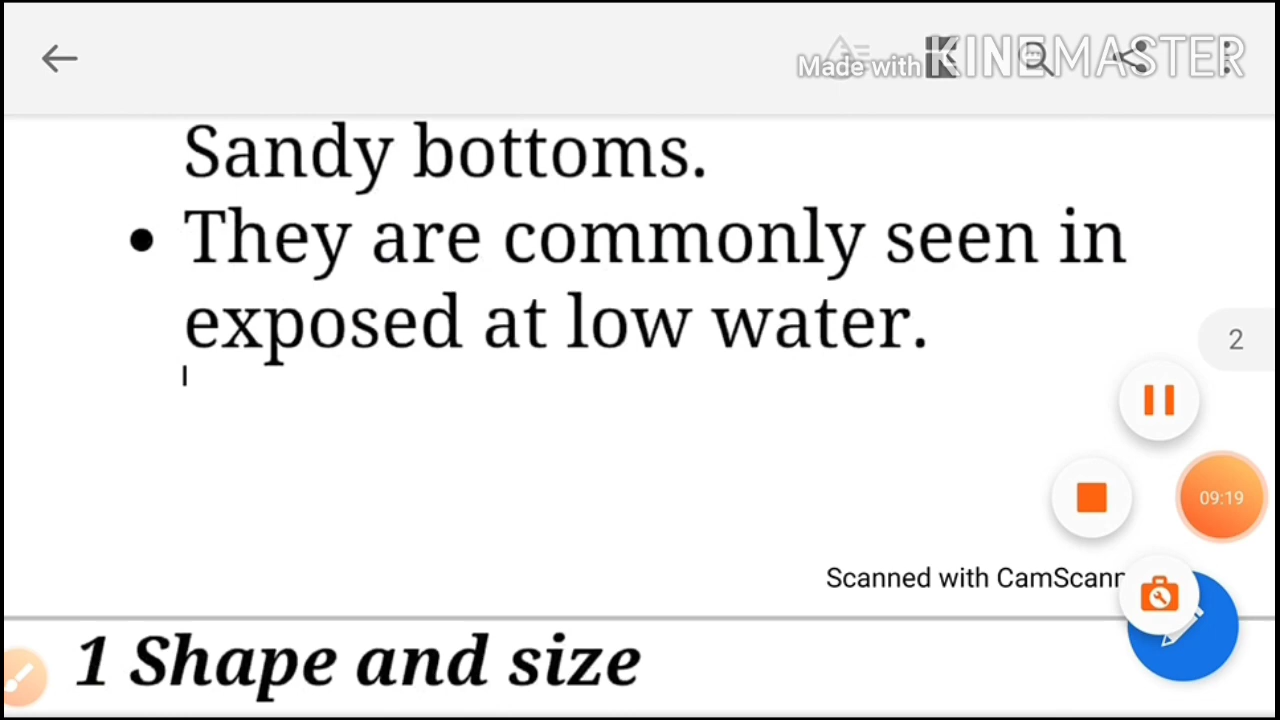 Made with KINEMASTER
Sandy bottoms.
• They are commonly seen in
exposed at low water.
2
09:19
Scanned with CamScann
1 Shape and size